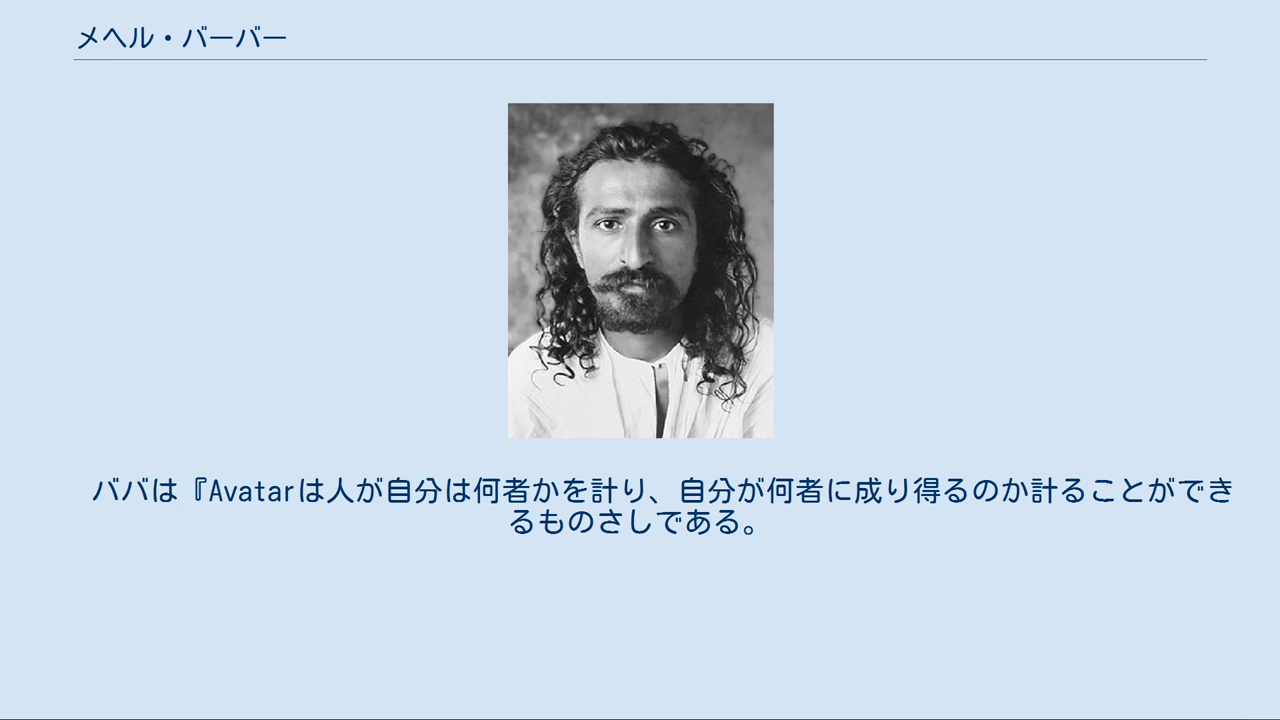 メヘル・バーバー
ババは『Avatarは人が自分は何者かを計り、自分が何者に成り得るのか計ることができ
るものさしである。